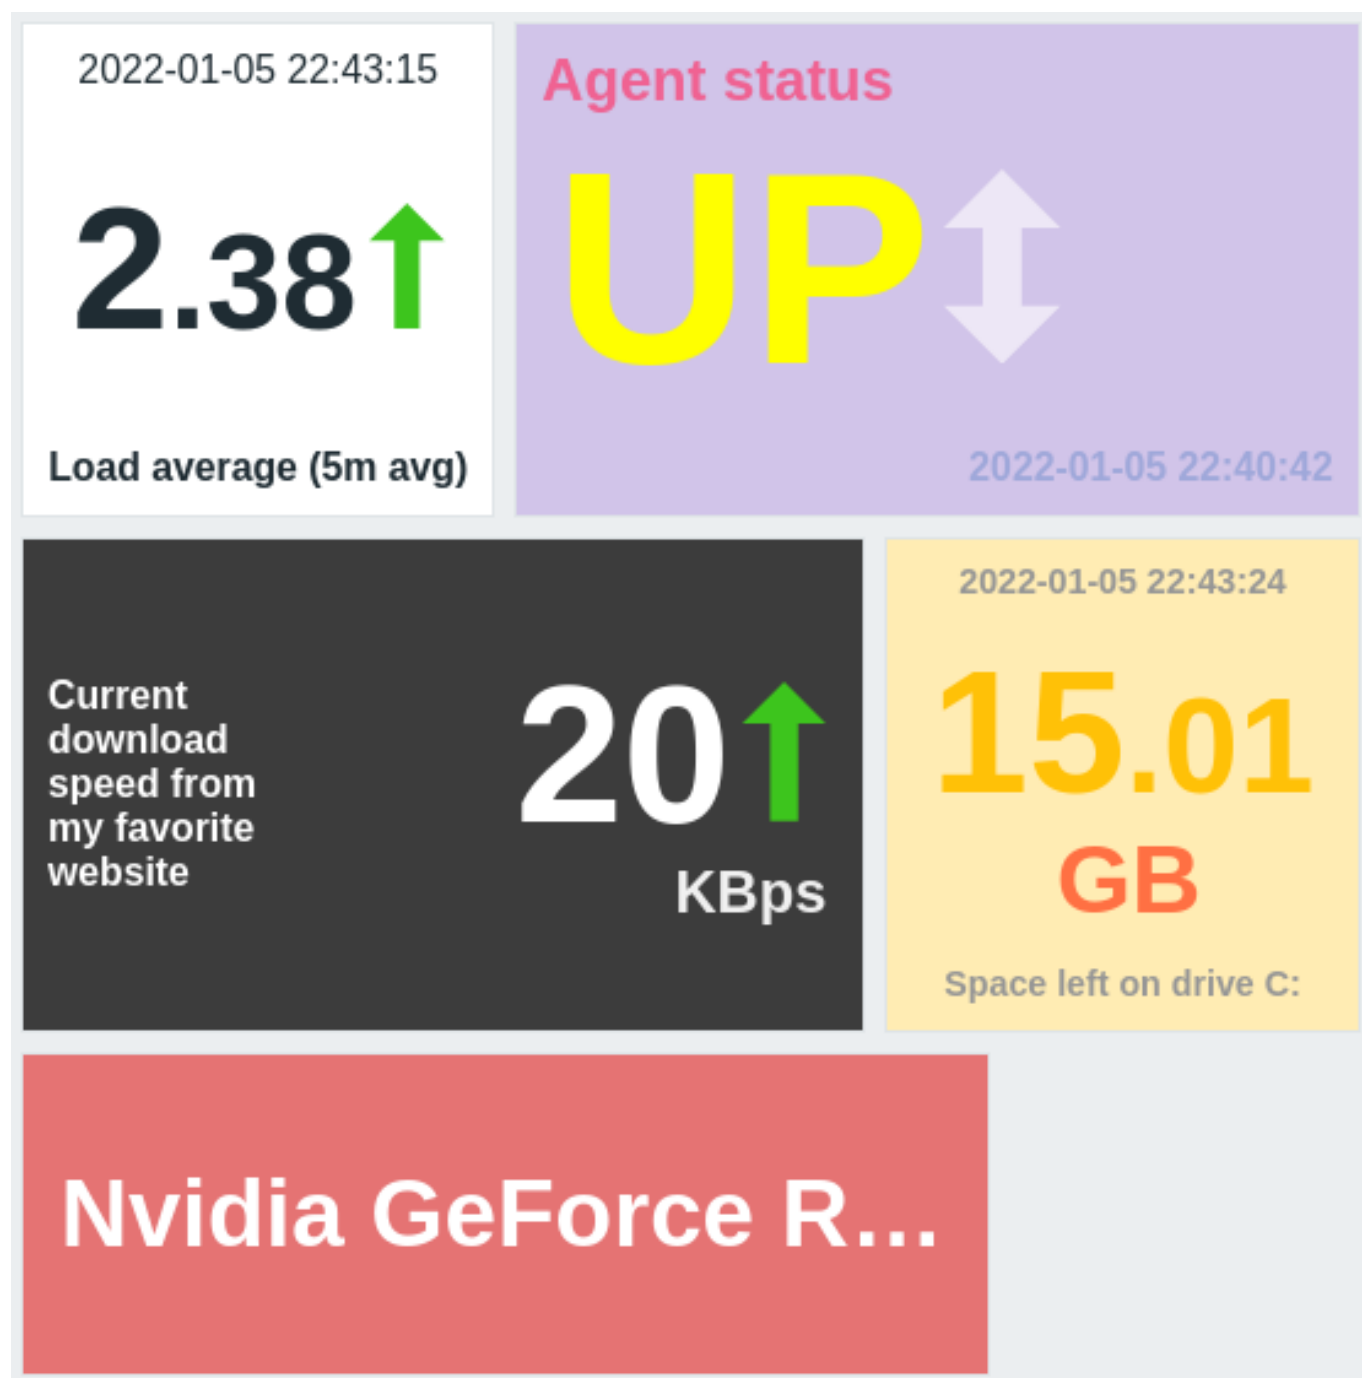 2022-01-05 22:43:15
2.38
Load average (5m avg)
Agent status
UP
2022-01-05 22:40:42
Current
download
speed from
my favorite
website
20
KBps
2022-01-05 22:43:24
15.01
GB
Space left on drive C:
Nvidia GeForce R...